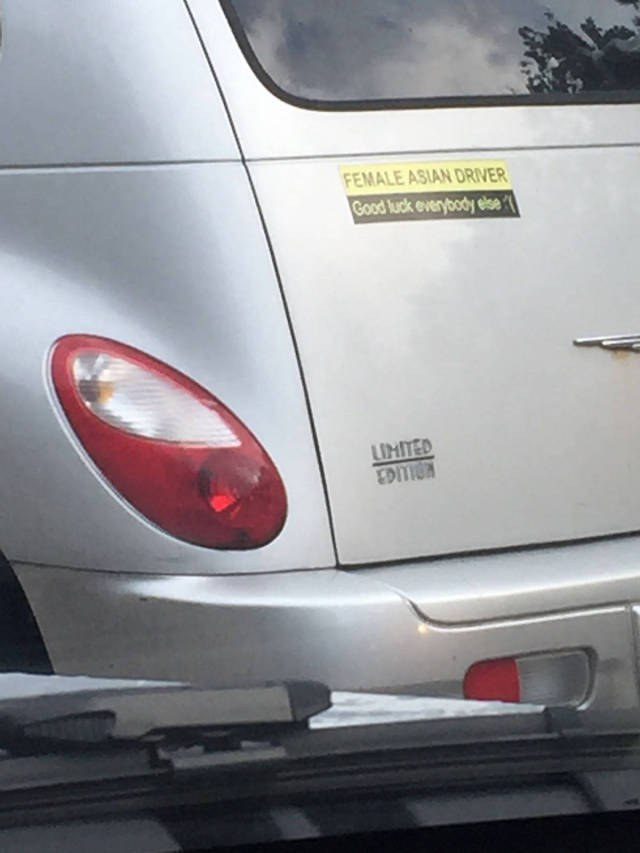 FEMALE ASIAN DRIVER
Good luck everybody else :'(
LIMITED
EDITION